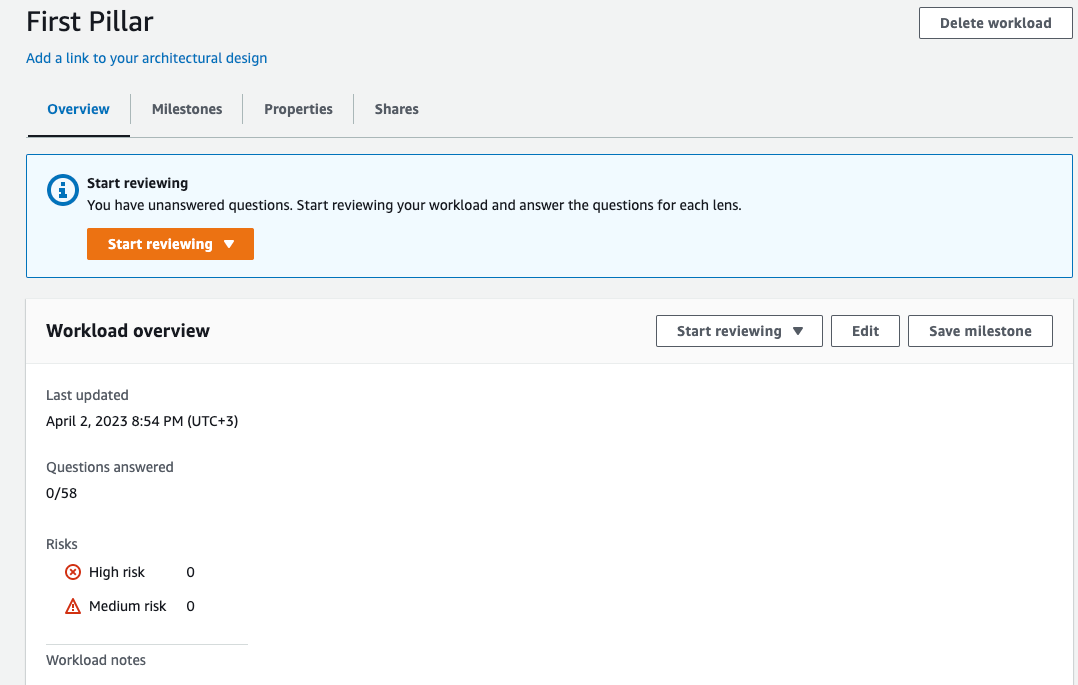 First Pillar
Delete workload
Add a link to your architectural design
Overview
Milestones
Properties
Shares
Start reviewing
You have unanswered questions. Start reviewing your workload and answer the questions for each lens.
Start reviewing
Workload overview
Start reviewing
Edit
Save milestone
Last updated
April 2, 2023 8:54 PM (UTC+3)
Questions answered
0/58
Risks
High risk 0
Medium risk 0
Workload notes